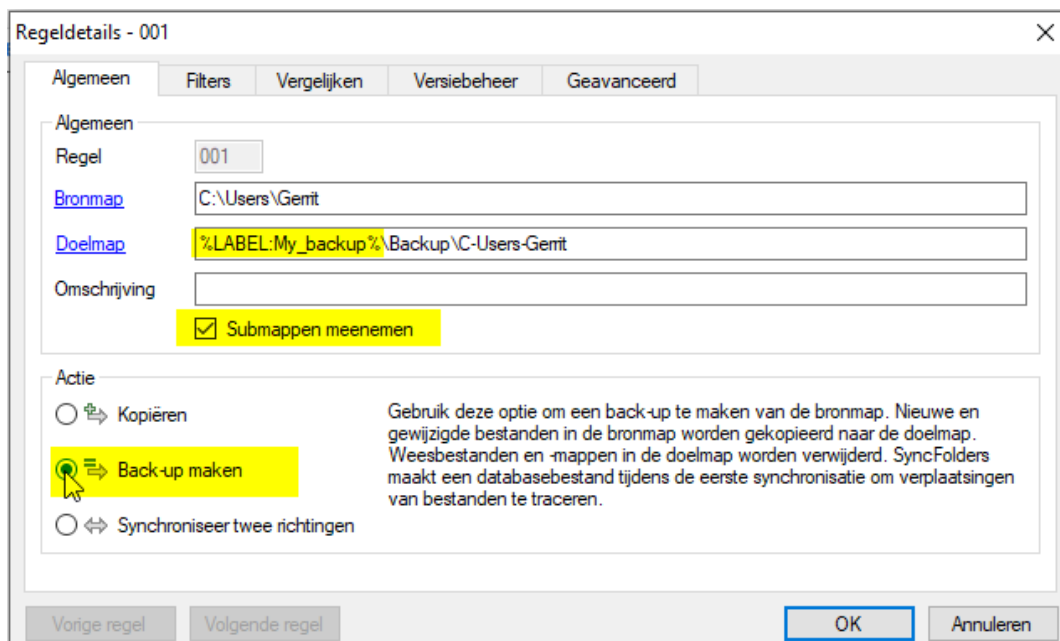 Regeldetails - 001
Algemeen Filters Vergelijken Versiebeheer Geavanceerd
Algemeen
Regel 001
Bronmap C:\Users\Gerrit
Doelmap %LABEL:My_backup%\Backup\C-Users-Gerrit
Omschrijving
Submappen meenemen
Actie
Kopiëren
Back-up maken
Synchroniseer twee richtingen
Gebruik deze optie om een back-up te maken van de bronmap. Nieuwe en
gewijzigde bestanden in de bronmap worden gekopieerd naar de doelmap.
Weesbestanden en -mappen in de doelmap worden verwijderd. SyncFolders
maakt een databasebestand tijdens de eerste synchronisatie om verplaatsingen
van bestanden te traceren.
Vorige regel Volgende regel OK Annuleren